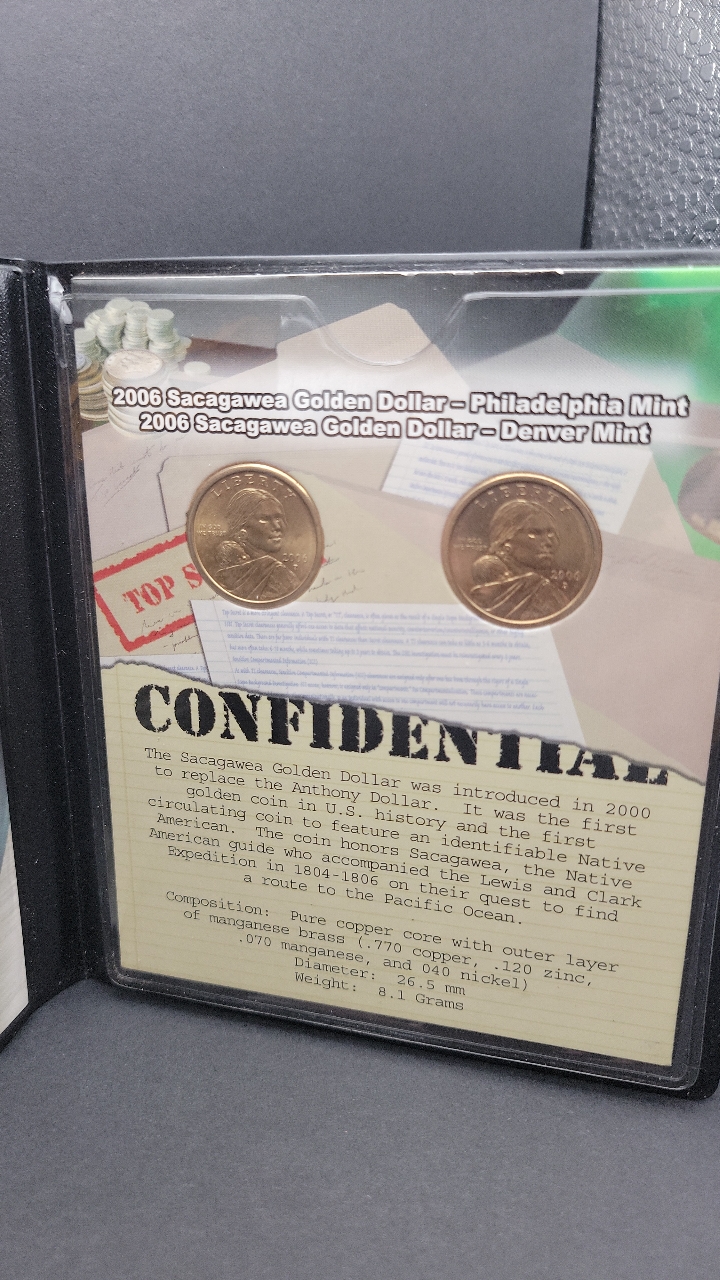 2006 Sacagawea Golden Dollar – Philadelphia Mint
2006 Sacagawea Golden Dollar – Denver Mint
LIBERTY
2006
LIBERTY
2006
TOP S
CONFIDENTIAL
The Sacagawea Golden Dollar was introduced in 2000
to replace the Anthony Dollar. It was the first
golden coin in U.S. history and the first
circulating coin to feature an identifiable Native
American. The coin honors Sacagawea, the Native
American guide who accompanied the Lewis and Clark
Expedition in 1804-1806 on their quest to find
a route to the Pacific Ocean.
Composition: Pure copper core with outer layer
of manganese brass (.770 copper, .120 zinc,
.070 manganese, and 040 nickel)
Diameter: 26.5 mm
Weight: 8.1 Grams